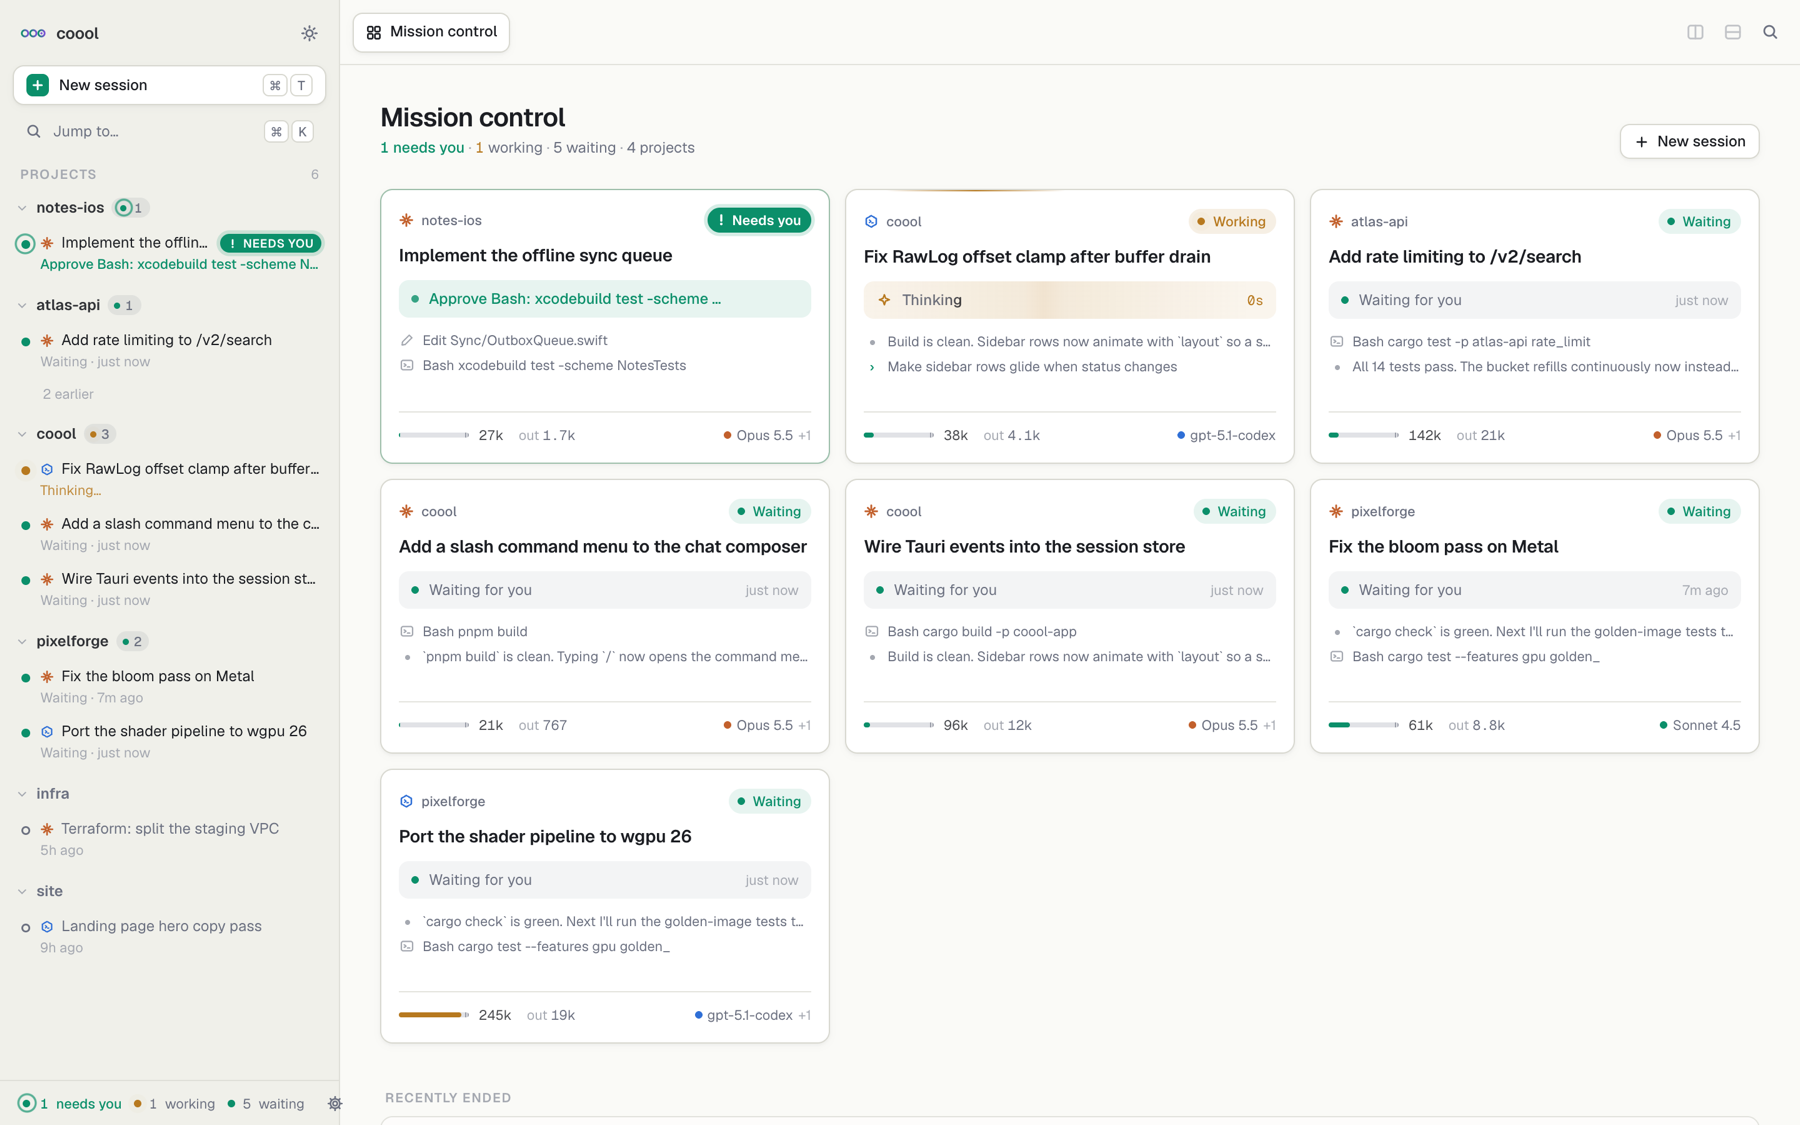 coool
New session ⌘ T
Jump to... ⌘ K
PROJECTS 6
notes-ios 1
Implement the offlin... ! NEEDS YOU
Approve Bash: xcodebuild test -scheme N...
atlas-api 1
Add rate limiting to /v2/search
Waiting · just now
2 earlier
coool 3
Fix RawLog offset clamp after buffer...
Thinking...
Add a slash command menu to the c...
Waiting · just now
Wire Tauri events into the session st...
Waiting · just now
pixelforge 2
Fix the bloom pass on Metal
Waiting · 7m ago
Port the shader pipeline to wgpu 26
Waiting · just now
infra
Terraform: split the staging VPC
5h ago
site
Landing page hero copy pass
9h ago
1 needs you 1 working 5 waiting
Mission control
Mission control
1 needs you · 1 working · 5 waiting · 4 projects
+ New session
notes-ios ! Needs you
Implement the offline sync queue
Approve Bash: xcodebuild test -scheme ...
Edit Sync/OutboxQueue.swift
Bash xcodebuild test -scheme NotesTests
27k out 1.7k Opus 5.5 +1
coool Working
Fix RawLog offset clamp after buffer drain
Thinking 0s
Build is clean. Sidebar rows now animate with `layout` so a s...
› Make sidebar rows glide when status changes
38k out 4.1k gpt-5.1-codex
atlas-api Waiting
Add rate limiting to /v2/search
Waiting for you just now
Bash cargo test -p atlas-api rate_limit
All 14 tests pass. The bucket refills continuously now instead...
142k out 21k Opus 5.5 +1
coool Waiting
Add a slash command menu to the chat composer
Waiting for you just now
Bash pnpm build
`pnpm build` is clean. Typing `/` now opens the command me...
21k out 767 Opus 5.5 +1
coool Waiting
Wire Tauri events into the session store
Waiting for you just now
Bash cargo build -p coool-app
Build is clean. Sidebar rows now animate with `layout` so a s...
96k out 12k Opus 5.5 +1
pixelforge Waiting
Fix the bloom pass on Metal
Waiting for you 7m ago
`cargo check` is green. Next I'll run the golden-image tests t...
Bash cargo test --features gpu golden_
61k out 8.8k Sonnet 4.5
pixelforge Waiting
Port the shader pipeline to wgpu 26
Waiting for you just now
`cargo check` is green. Next I'll run the golden-image tests t...
Bash cargo test --features gpu golden_
245k out 19k gpt-5.1-codex +1
RECENTLY ENDED